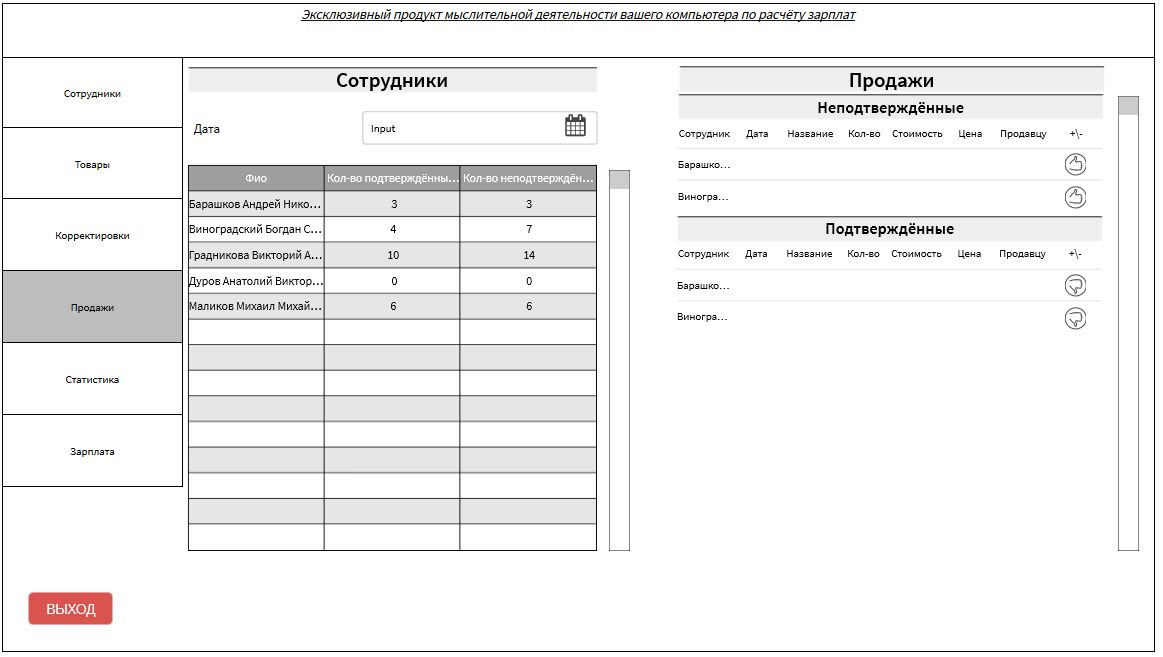 Эксклюзивный продукт мыслительной деятельности вашего компьютера по расчёту зарплат
Сотрудники
Товары
Корректировки
Продажи
Статистика
Зарплата
ВЫХОД
Сотрудники
Дата Input
Фио Кол-во подтверждённы... Кол-во неподтверждён...
Барашков Андрей Нико... 3 3
Виноградский Богдан С... 4 7
Градникова Викторий А... 10 14
Дуров Анатолий Виктор... 0 0
Маликов Михаил Михай... 6 6
Продажи
Неподтверждённые
Сотрудник Дата Название Кол-во Стоимость Цена Продавцу +\-
Барашко...
Виногра...
Подтверждённые
Сотрудник Дата Название Кол-во Стоимость Цена Продавцу +\-
Барашко...
Виногра...